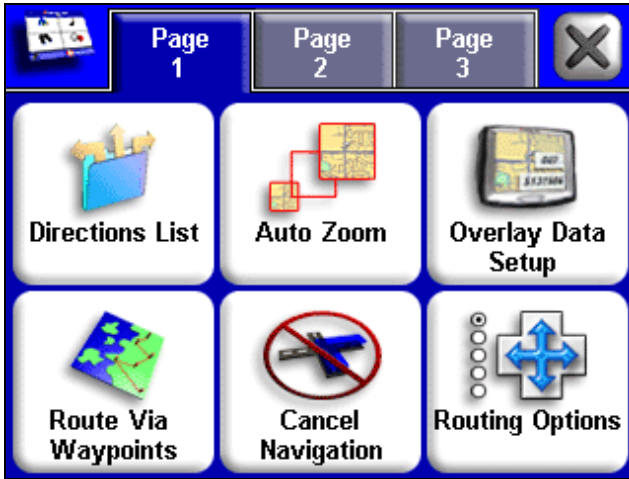 Page 1
Page 2
Page 3
Directions List
Auto Zoom
Overlay Data
Setup
Route Via
Waypoints
Cancel
Navigation
Routing Options